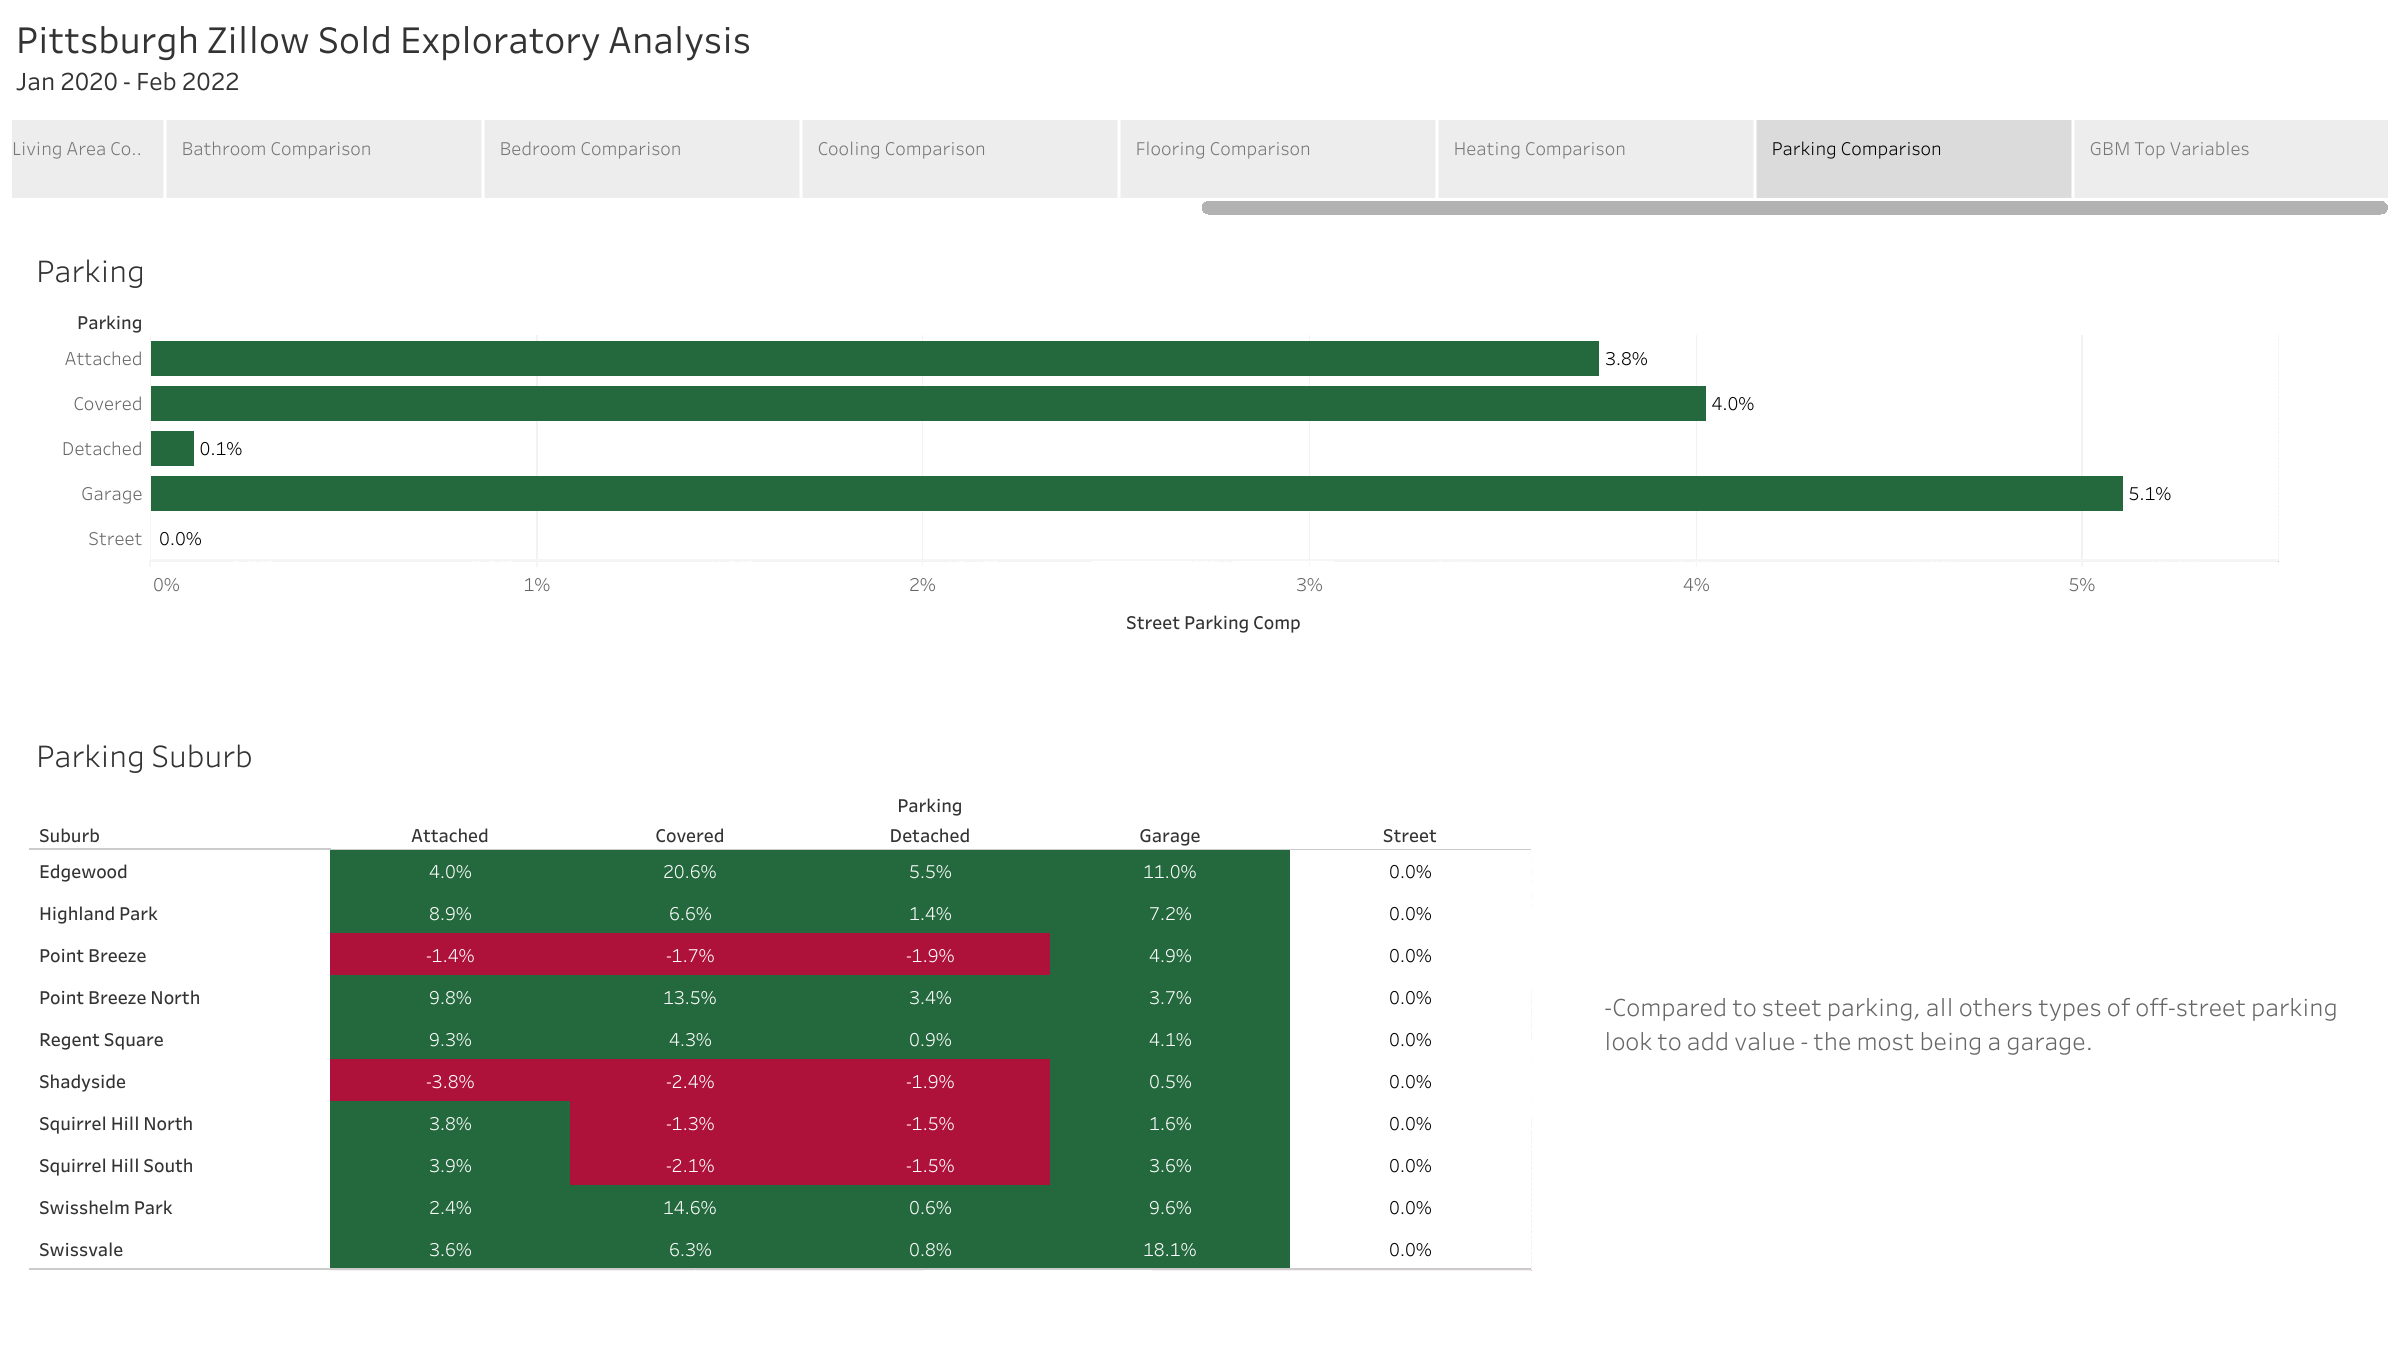 Pittsburgh Zillow Sold Exploratory Analysis
Jan 2020 - Feb 2022
Living Area Co.. Bathroom Comparison Bedroom Comparison Cooling Comparison Flooring Comparison Heating Comparison Parking Comparison GBM Top Variables
Parking
Parking
Attached 3.8%
Covered 4.0%
Detached 0.1%
Garage 5.1%
Street 0.0%
0% 1% 2% 3% 4% 5%
Street Parking Comp
Parking Suburb
Parking
Suburb Attached Covered Detached Garage Street
Edgewood 4.0% 20.6% 5.5% 11.0% 0.0%
Highland Park 8.9% 6.6% 1.4% 7.2% 0.0%
Point Breeze -1.4% -1.7% -1.9% 4.9% 0.0%
Point Breeze North 9.8% 13.5% 3.4% 3.7% 0.0%
Regent Square 9.3% 4.3% 0.9% 4.1% 0.0%
Shadyside -3.8% -2.4% -1.9% 0.5% 0.0%
Squirrel Hill North 3.8% -1.3% -1.5% 1.6% 0.0%
Squirrel Hill South 3.9% -2.1% -1.5% 3.6% 0.0%
Swisshelm Park 2.4% 14.6% 0.6% 9.6% 0.0%
Swissvale 3.6% 6.3% 0.8% 18.1% 0.0%
-Compared to steet parking, all others types of off-street parking
look to add value - the most being a garage.